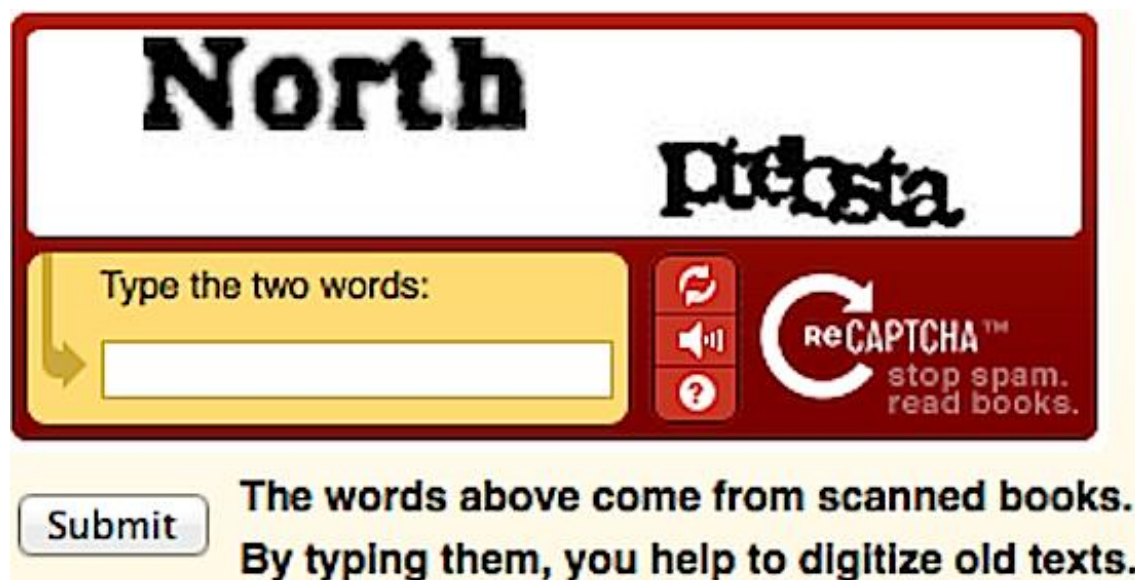 North
Type the two words:
ReCAPTCHA™
stop spam.
read books.
Submit
The words above come from scanned books.
By typing them, you help to digitize old texts.